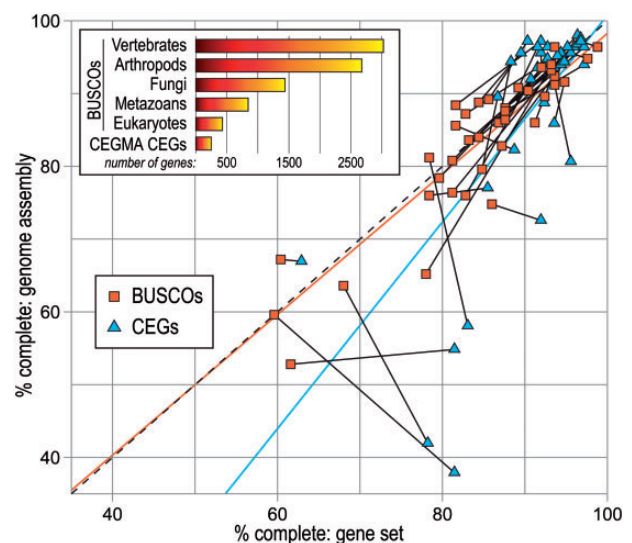 100
80
60
40
% complete: genome assembly
BUSCOs
Vertebrates
Arthropods
Fungi
Metazoans
Eukaryotes
CEGMA CEGs
number of genes: 500 1500 2500
BUSCOs
CEGs
40 60 80 100
% complete: gene set